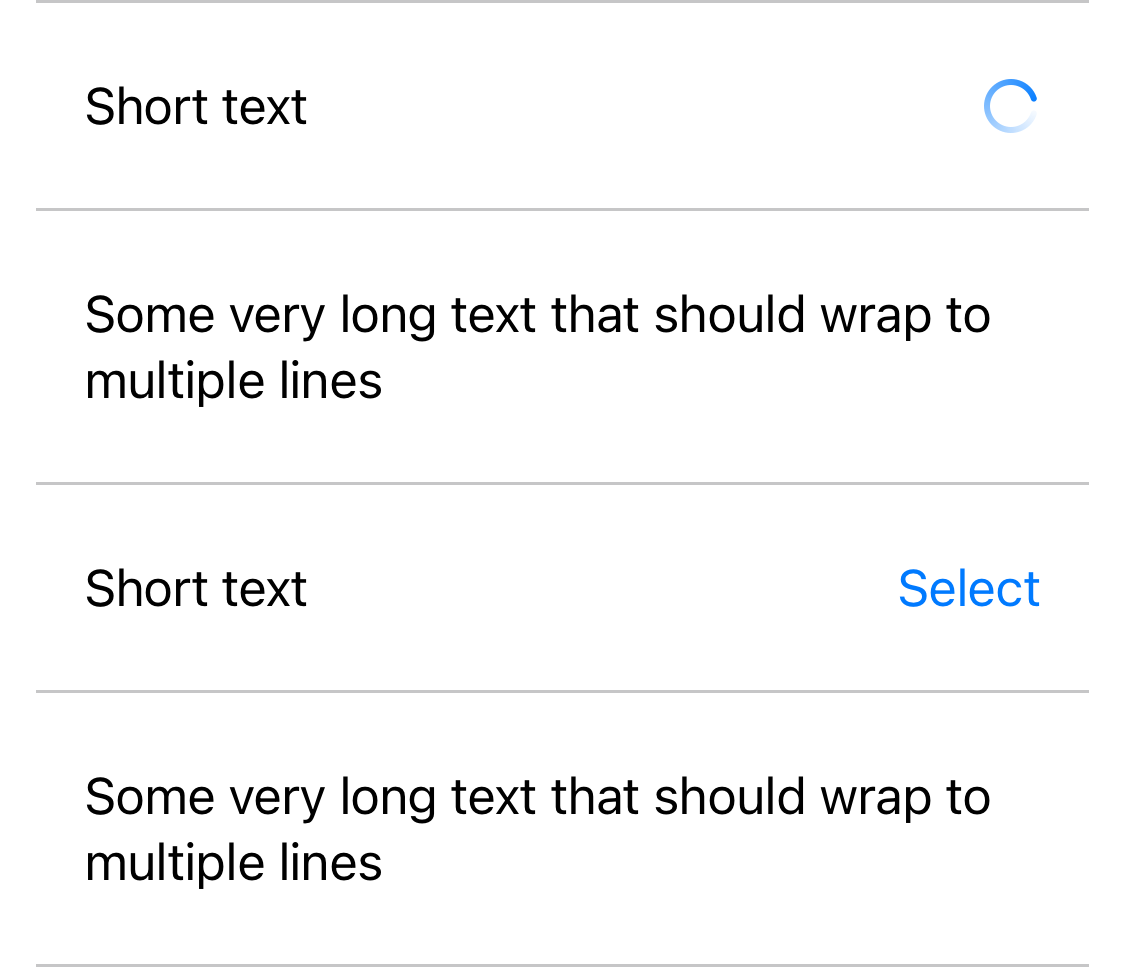 Short text
Some very long text that should wrap to
multiple lines
Short text Select
Some very long text that should wrap to
multiple lines